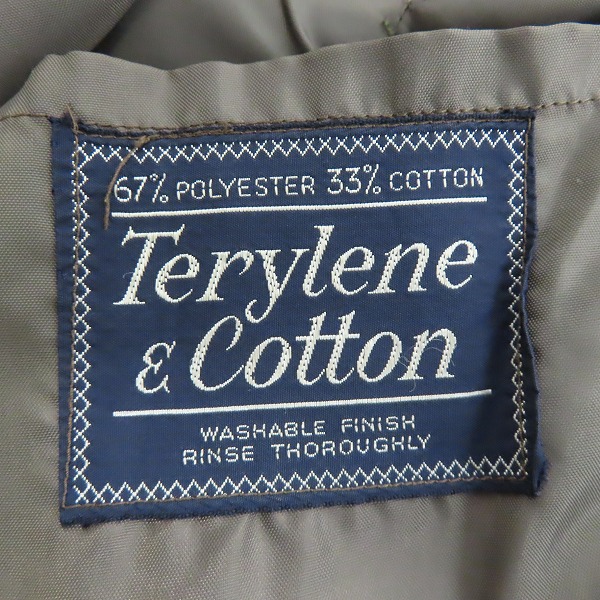 67% POLYESTER 33% COTTON
Terylene
& Cotton
WASHABLE FINISH
RINSE THOROUGHLY